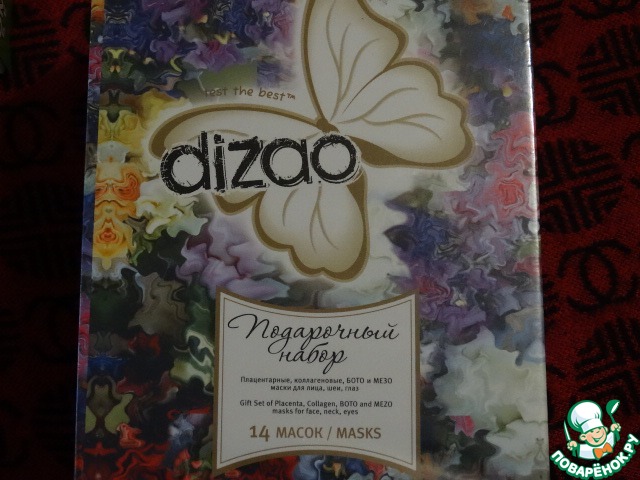 test the best™
dizao
Подарочный
набор
Плацентарные, коллагеновые, БОТО и МЕЗО
маски для лица, шеи, глаз
Gift Set of Placenta, Collagen, BOTO and MEZO
masks for face, neck, eyes
14 МАСОК / MASKS
ПОВАРЁНОК.РУ